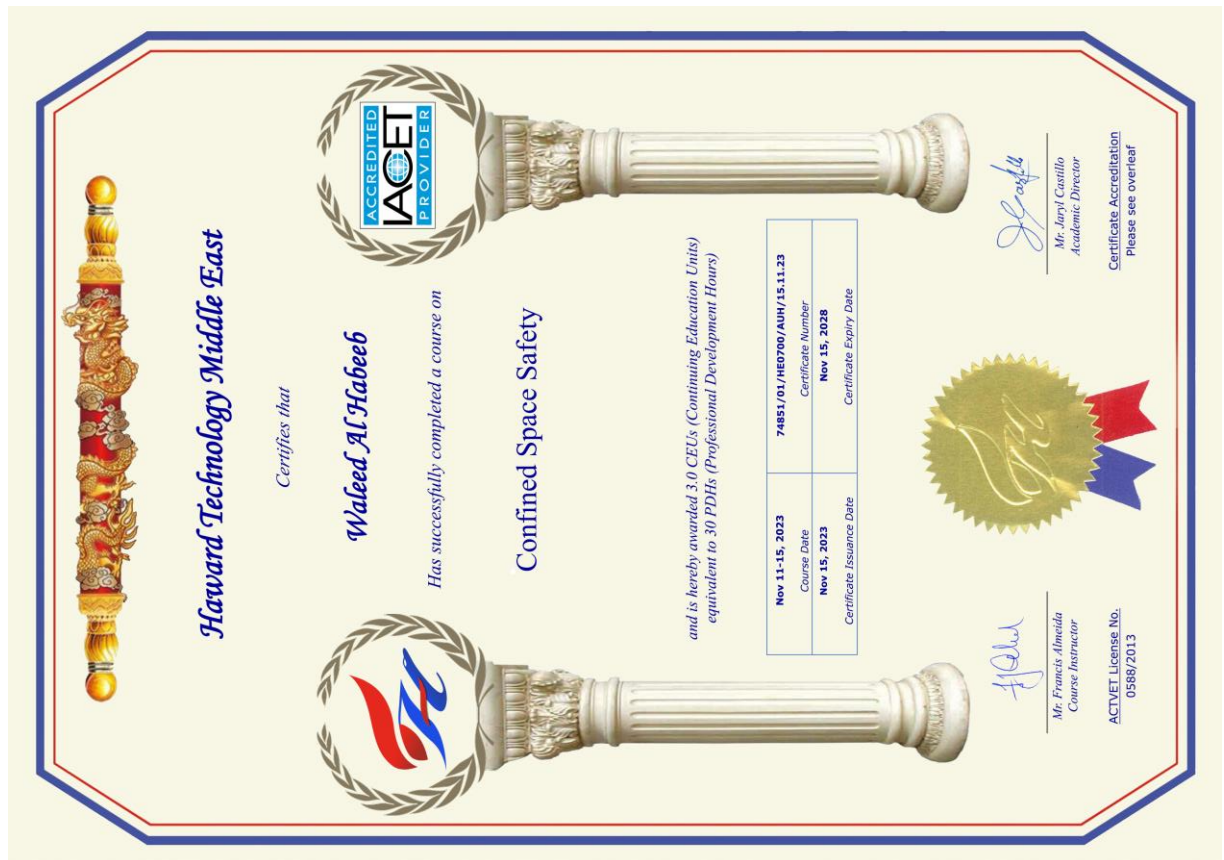 Haward Technology Middle East
Certifies that
Waleed Al Habeeb
ACCREDITED
IACET
PROVIDER
Has successfully completed a course on
Confined Space Safety
and is hereby awarded 3.0 CEUs (Continuing Education Units)
equivalent to 30 PDHs (Professional Development Hours)
Nov 11-15, 2023 74851/01/HE0700/AUH/15.11.23
Course Date Certificate Number
Nov 15, 2023 Nov 15, 2028
Certificate Issuance Date Certificate Expiry Date
Mr. Francis Almeida
Course Instructor
Mr. Jaryl Castillo
Academic Director
ACTVET License No.
0588/2013
Certificate Accreditation
Please see overleaf